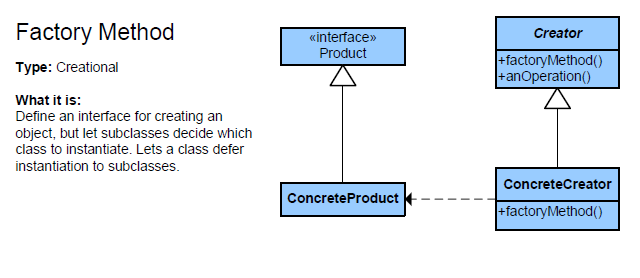 Factory Method
Type: Creational
What it is:
Define an interface for creating an
object, but let subclasses decide which
class to instantiate. Lets a class defer
instantiation to subclasses.
«interface»
Product
Creator
+factoryMethod()
+anOperation()
ConcreteProduct
ConcreteCreator
+factoryMethod()